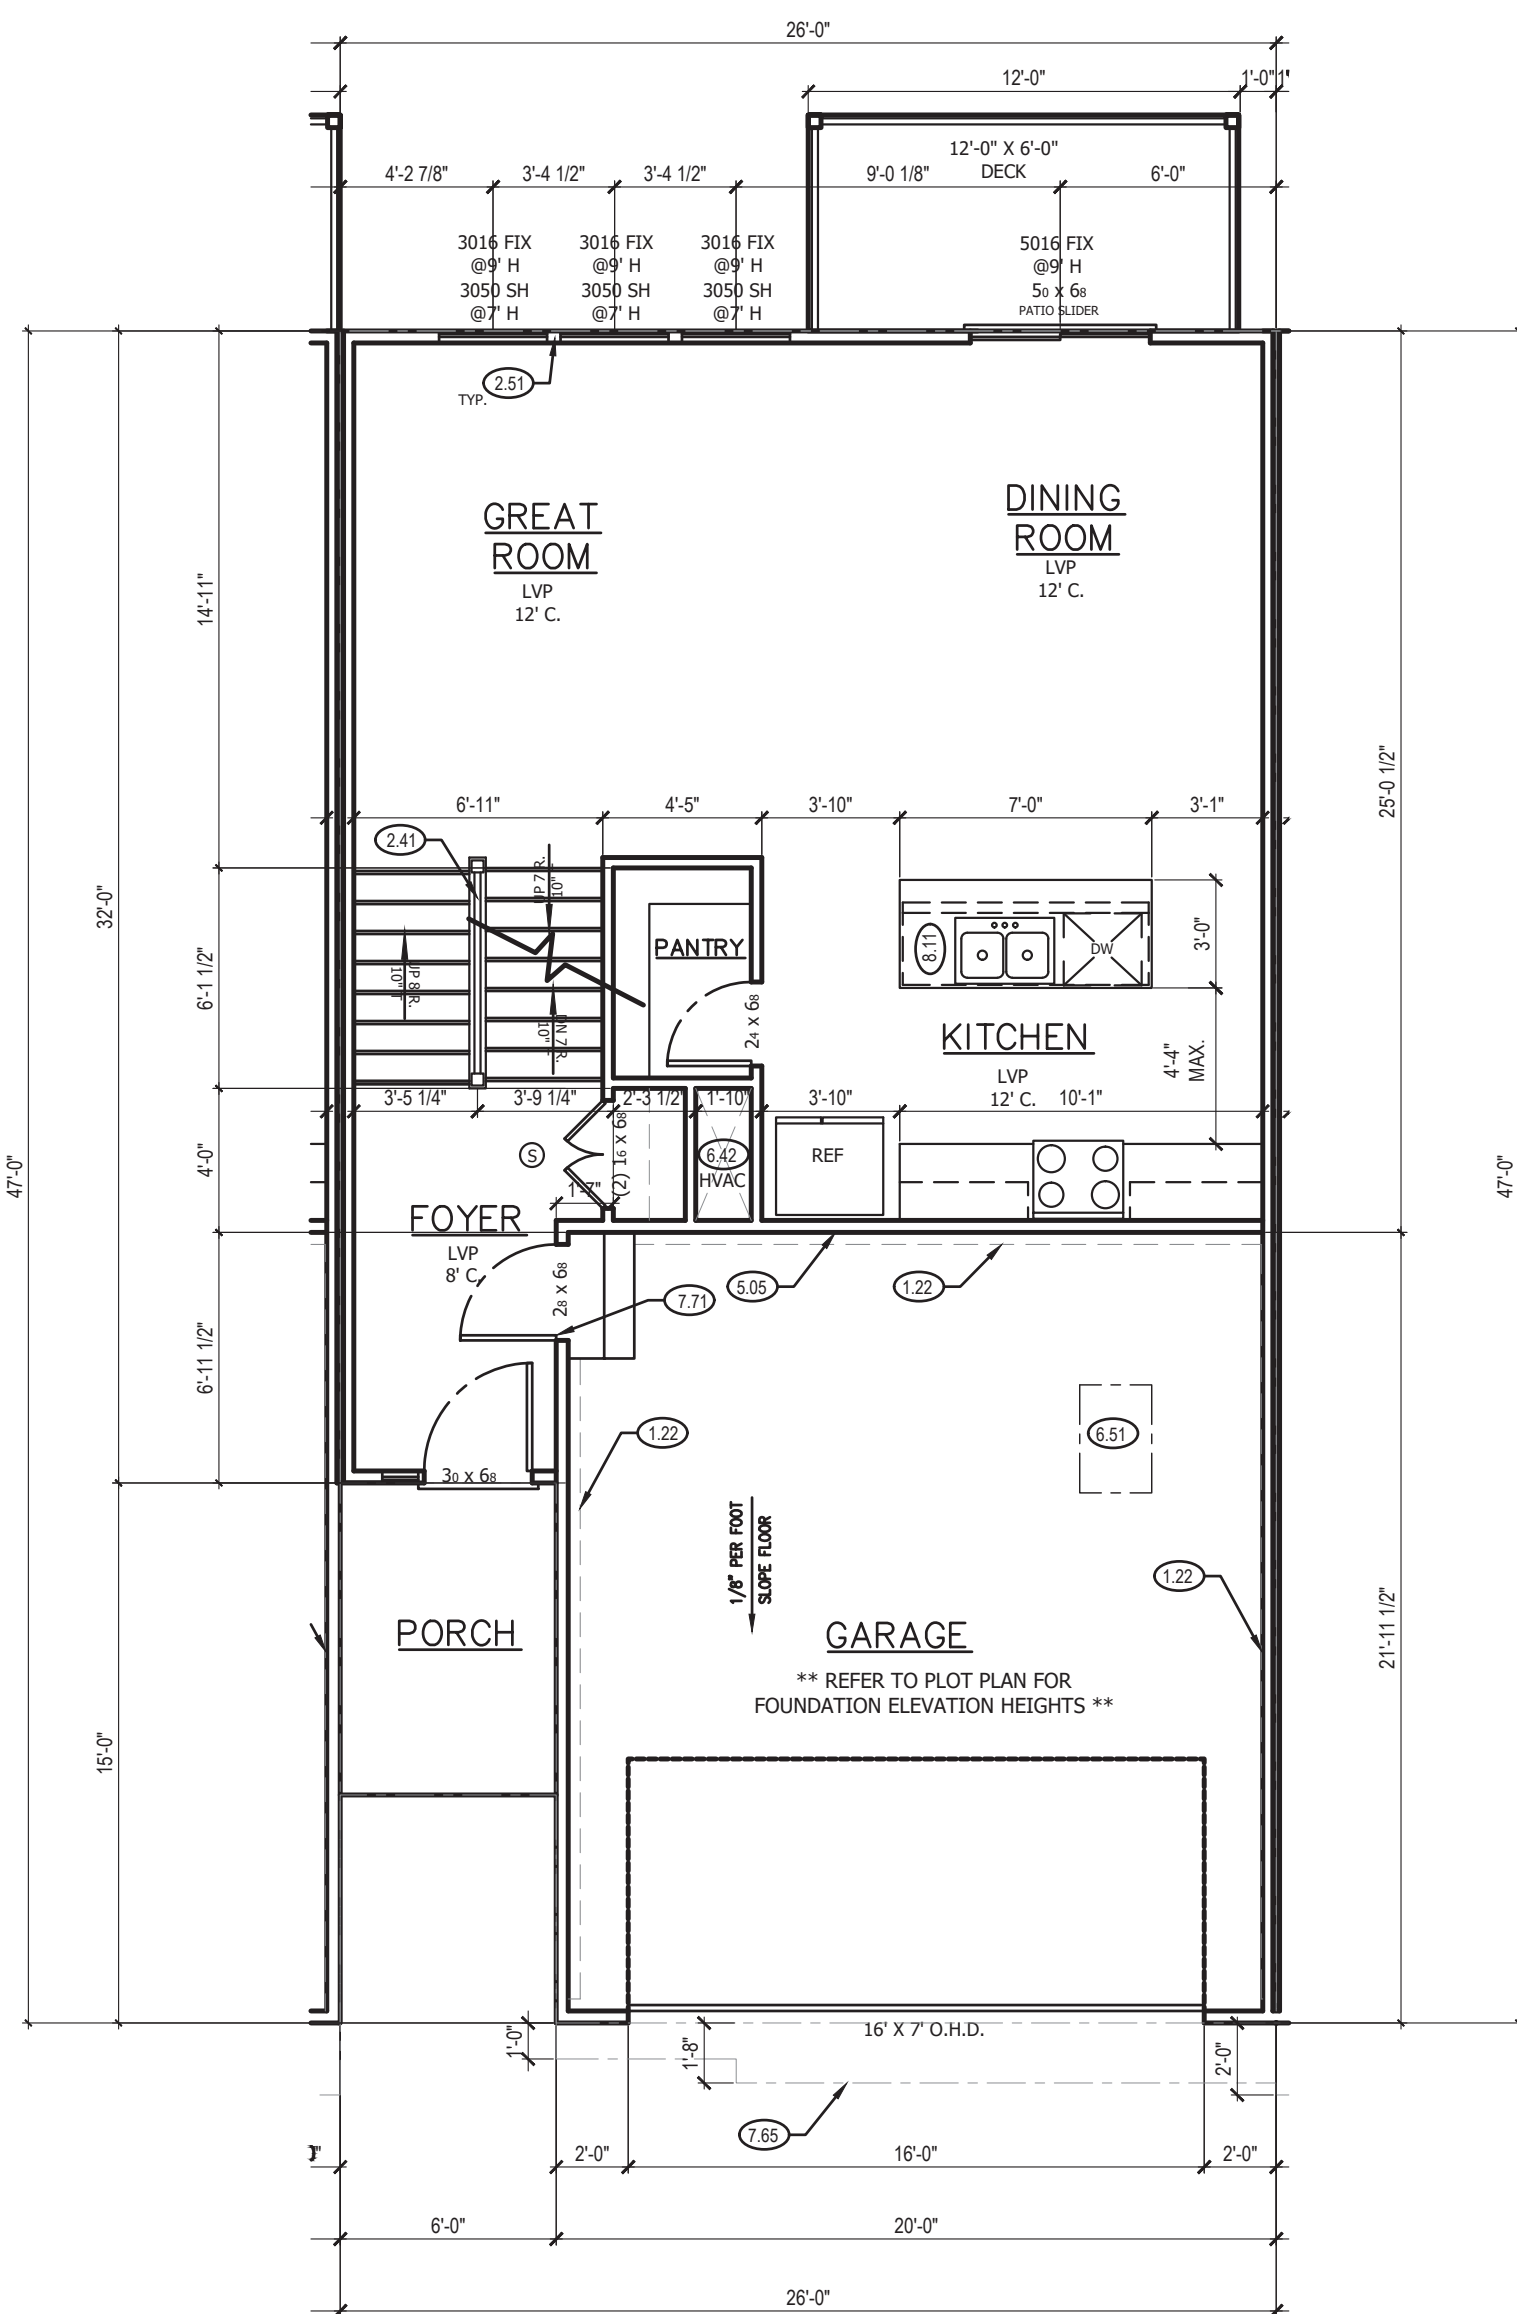 26'-0"
12'-0"
1'-0"
12'-0" X 6'-0"
DECK
4'-2 7/8"
3'-4 1/2"
3'-4 1/2"
9'-0 1/8"
6'-0"
3016 FIX
@9' H
3050 SH
@7' H
3016 FIX
@9' H
3050 SH
@7' H
3016 FIX
@9' H
3050 SH
@7' H
5016 FIX
@9' H
50 x 68
PATIO SLIDER
2.51
TYP.
GREAT
ROOM
LVP
12' C.
DINING
ROOM
LVP
12' C.
14'-11"
32'-0"
25'-0 1/2"
6'-11"
4'-5"
3'-10"
7'-0"
3'-1"
2.41
UP 7 R.
10"
UP 8 R.
10" T
DN 7 R.
10"
PANTRY
24 x 68
8.11
DW
3'-0"
6'-1 1/2"
KITCHEN
LVP
12' C.
4'-4"
MAX.
3'-5 1/4"
3'-9 1/4"
2'-3 1/2"
1'-10"
3'-10"
10'-1"
47'-0"
4'-0"
S
(2) 16 x 68
1'-7"
6.42
HVAC
REF
47'-0"
FOYER
LVP
8' C.
28 x 68
7.71
5.05
1.22
6'-11 1/2"
1.22
6.51
30 x 68
1/8" PER FOOT
SLOPE FLOOR
1.22
PORCH
GARAGE
** REFER TO PLOT PLAN FOR
FOUNDATION ELEVATION HEIGHTS **
21'-11 1/2"
15'-0"
16' X 7' O.H.D.
1'-0"
1'-8"
2'-0"
7.65
2'-0"
16'-0"
2'-0"
6'-0"
20'-0"
26'-0"